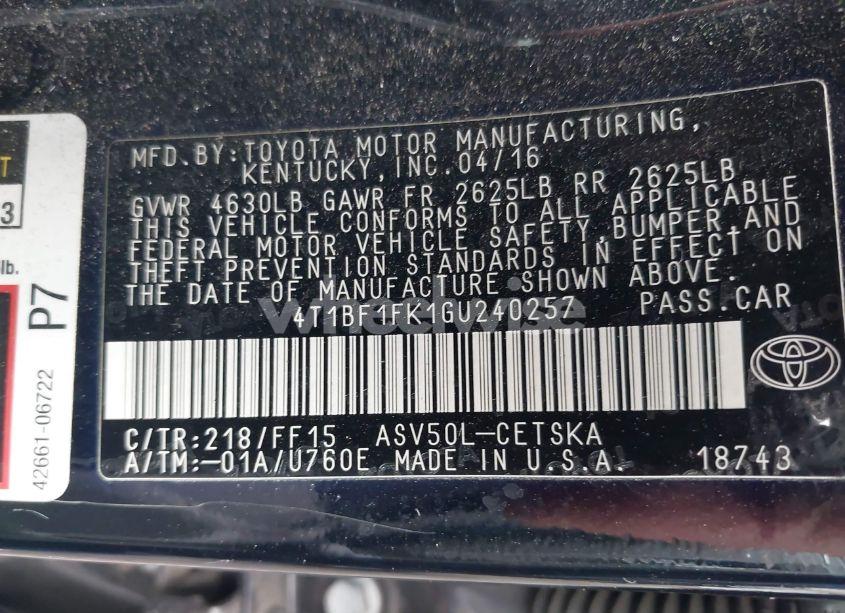 T
3
lb.
P7
42661-06722
MFD.BY:TOYOTA MOTOR MANUFACTURING,
KENTUCKY,INC.04/16
GVWR 4630LB GAWR FR 2625LB RR 2625LB
THIS VEHICLE CONFORMS TO ALL APPLICABLE
FEDERAL MOTOR VEHICLE SAFETY,BUMPER,AND
THEFT PREVENTION STANDARDS IN EFFECT ON
THE DATE OF MANUFACTURE SHOWN ABOVE.
4T1BF1FK1GU240257 PASS.CAR
wheelwise
C/TR:218/FF15 ASV50L-CETSKA
A/TM:-01A/U760E MADE IN U.S.A. 18743